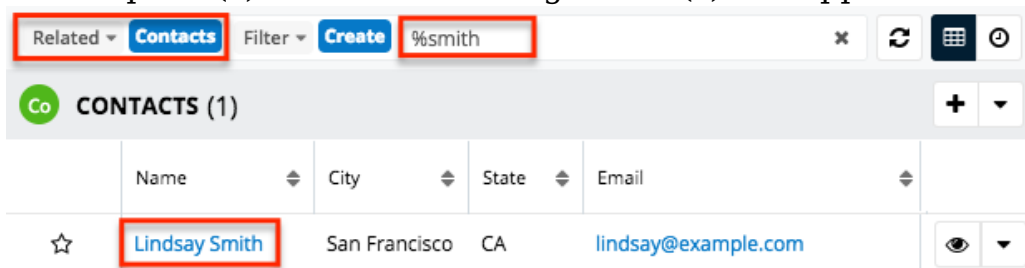 Related Contacts Filter Create %smith
Co CONTACTS (1)
Name City State Email
Lindsay Smith San Francisco CA lindsay@example.com